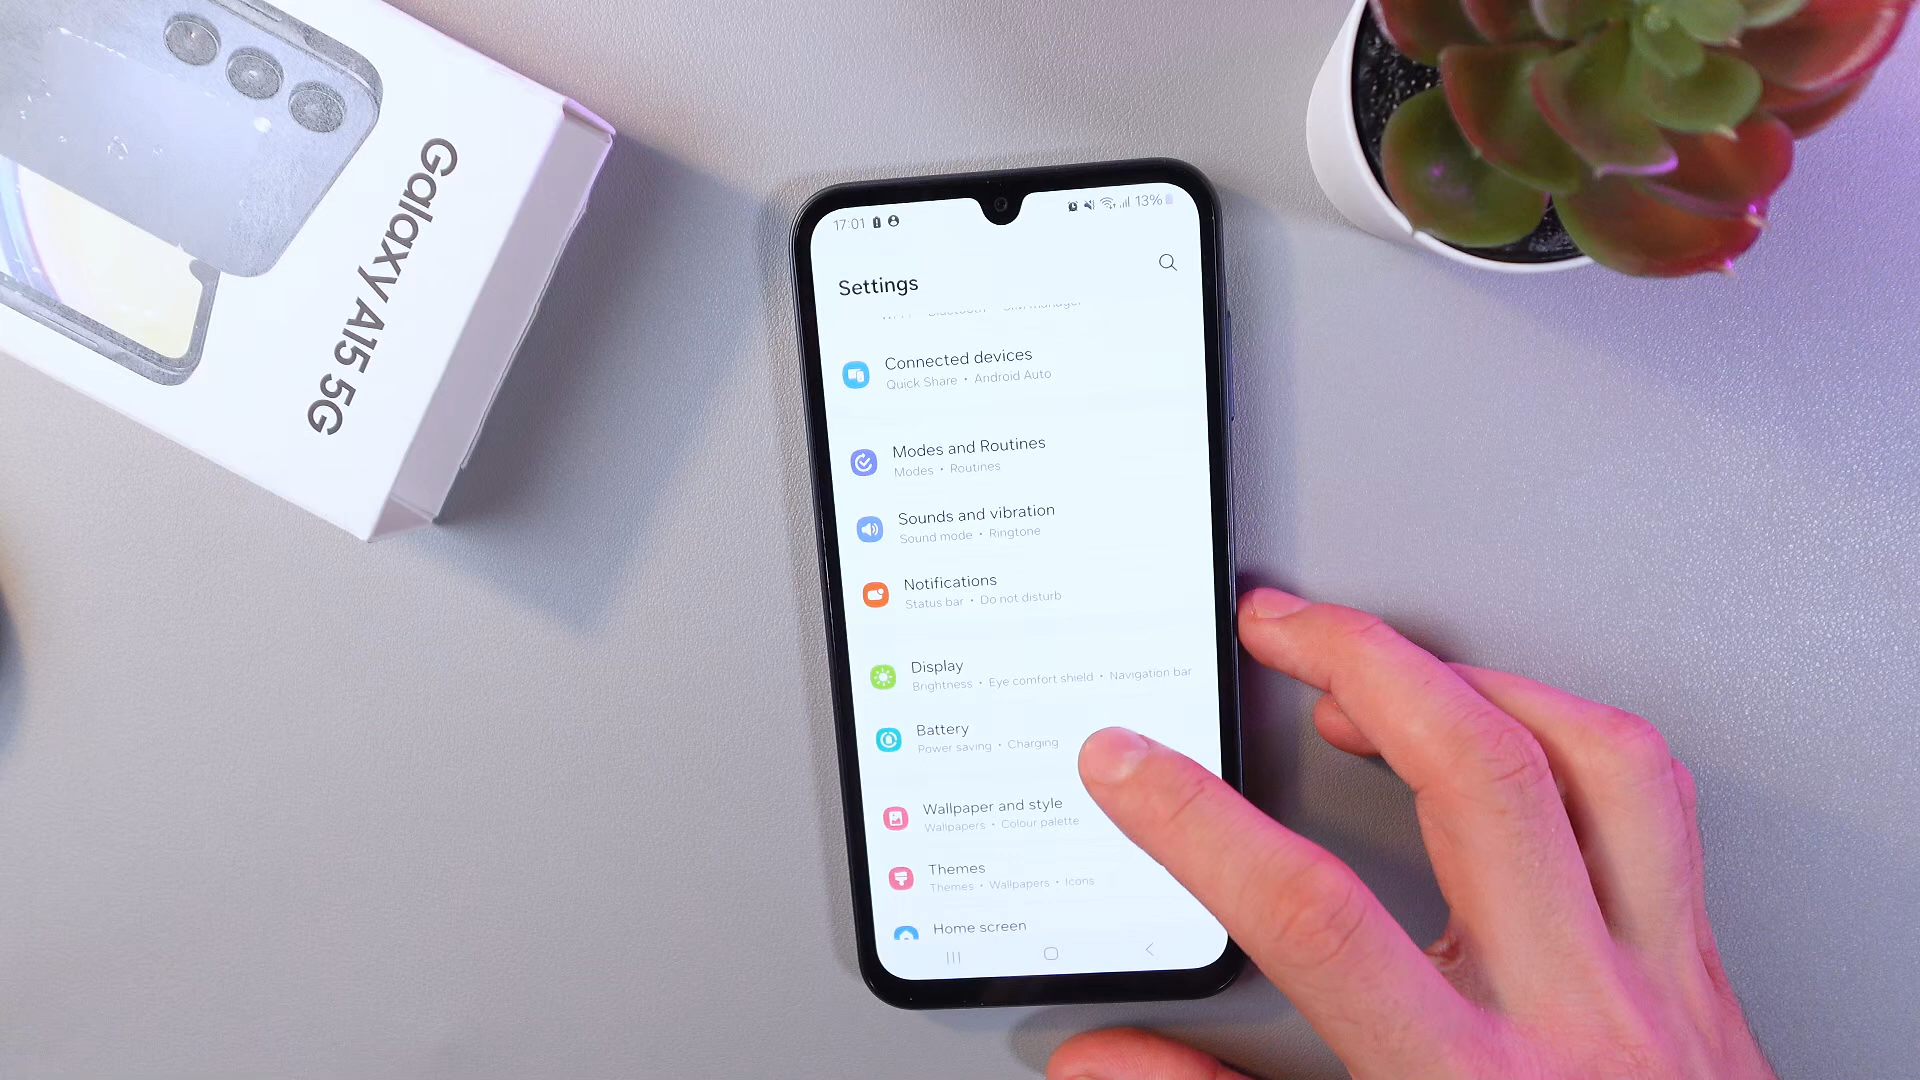 Galaxy A15 5G
17:01
13%
Settings
Connected devices
Quick Share • Android Auto
Modes and Routines
Modes • Routines
Sounds and vibration
Sound mode • Ringtone
Notifications
Status bar • Do not disturb
Display
Brightness • Eye comfort shield • Navigation bar
Battery
Power saving • Charging
Wallpaper and style
Wallpapers • Colour palette
Themes
Themes • Wallpapers • Icons
Home screen